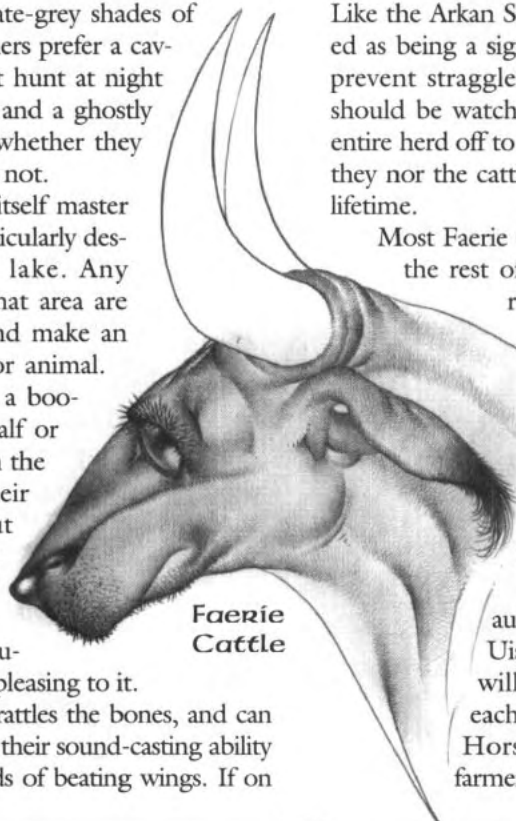 ate-grey shades of
ers prefer a cav-
t hunt at night
and a ghostly
whether they
not.
itself master
icularly des-
lake. Any
hat area are
nd make an
or animal.
a boo-
alf or
n the
eir
ut
u-
pleasing to it.
rattles the bones, and can
their sound-casting ability
ds of beating wings. If on
Faerie
Cattle
Like the Arkan S
ed as being a sig
prevent straggle
should be watch
entire herd off to
they nor the catt
lifetime.
Most Faerie
the rest of
r
au
Uis
will
each
Hors
farme